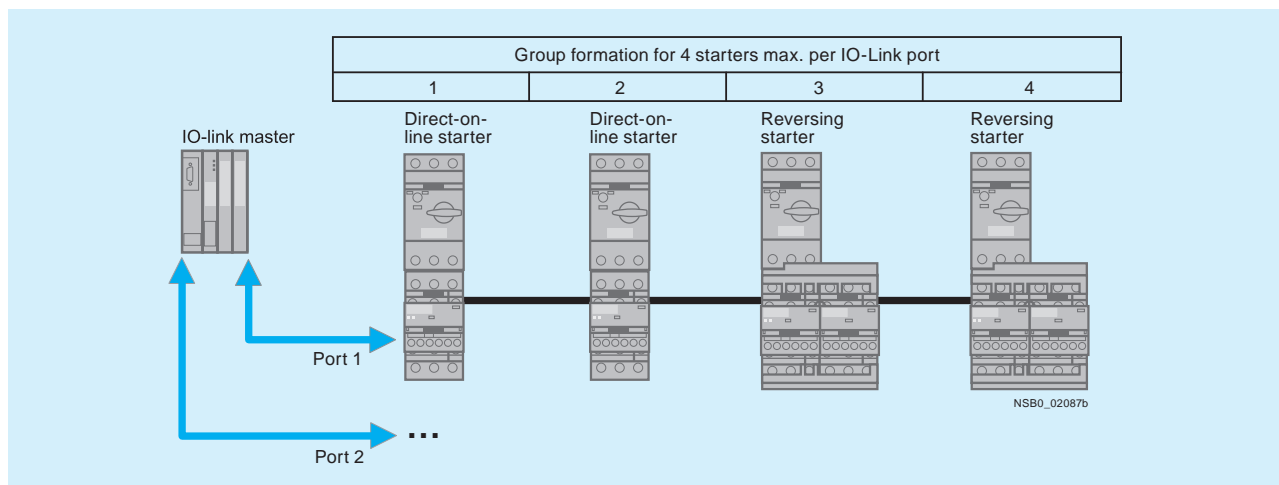 Group formation for 4 starters max. per IO-Link port
1 2 3 4
IO-link master
Direct-on-
line starter
Direct-on-
line starter
Reversing
starter
Reversing
starter
Port 1
NSB0_02087b
...
Port 2